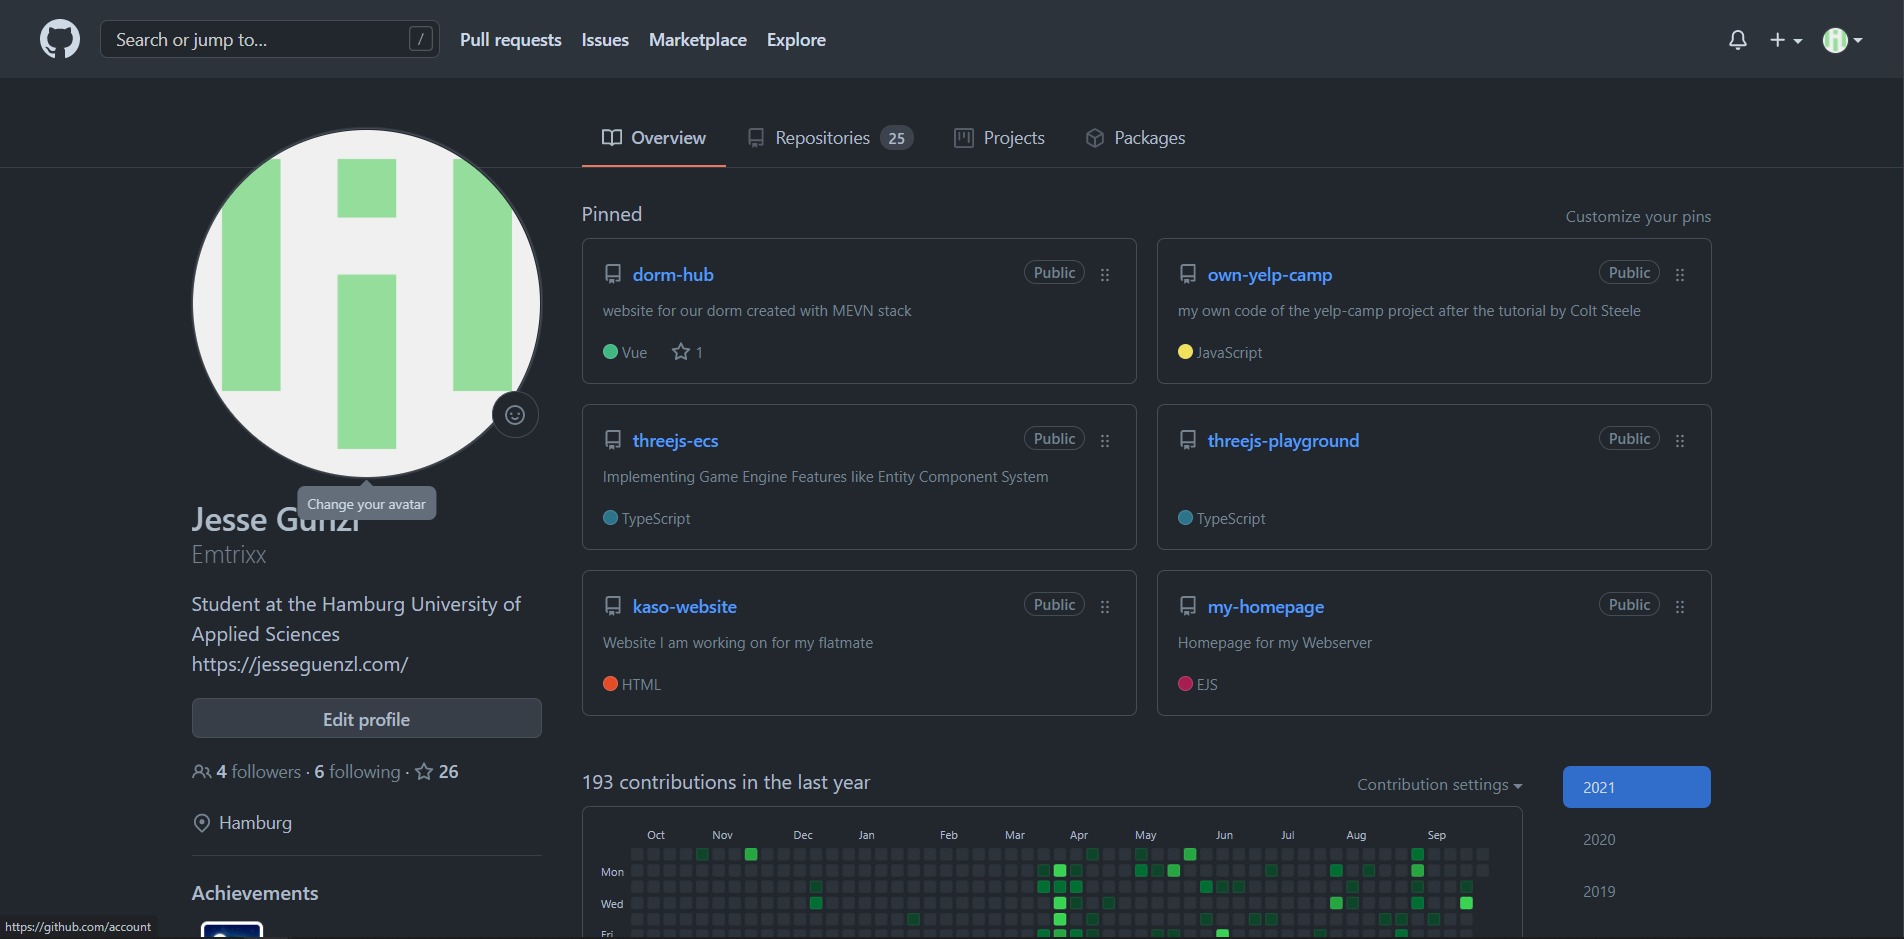 Search or jump to... /
Pull requests Issues Marketplace Explore
Overview Repositories 25 Projects Packages
Change your avatar
Jesse
Emtrixx
Student at the Hamburg University of
Applied Sciences
https://jesseguenzl.com/
Edit profile
4 followers · 6 following · 26
Hamburg
Achievements
Pinned
Customize your pins
dorm-hub Public
website for our dorm created with MEVN stack
Vue 1
own-yelp-camp Public
my own code of the yelp-camp project after the tutorial by Colt Steele
JavaScript
threejs-ecs Public
Implementing Game Engine Features like Entity Component System
TypeScript
threejs-playground Public
TypeScript
kaso-website Public
Website I am working on for my flatmate
HTML
my-homepage Public
Homepage for my Webserver
EJS
193 contributions in the last year
Contribution settings
Oct Nov Dec Jan Feb Mar Apr May Jun Jul Aug Sep
Mon
Wed
Fri
2021
2020
2019
https://github.com/account